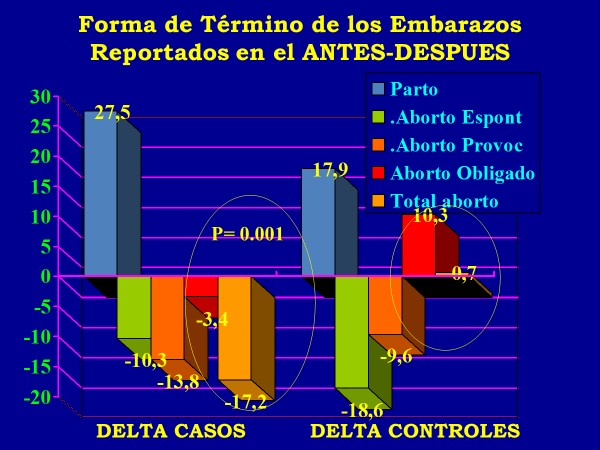 Forma de Término de los Embarazos
Reportados en el ANTES-DESPUES
Parto
.Aborto Espont
.Aborto Provoc
Aborto Obligado
Total aborto
30
25
20
15
10
5
0
-5
-10
-15
-20
27,5
-10,3
-13,8
-3,4
-17,2
P= 0.001
17,9
-18,6
-9,6
10,3
0,7
DELTA CASOS
DELTA CONTROLES